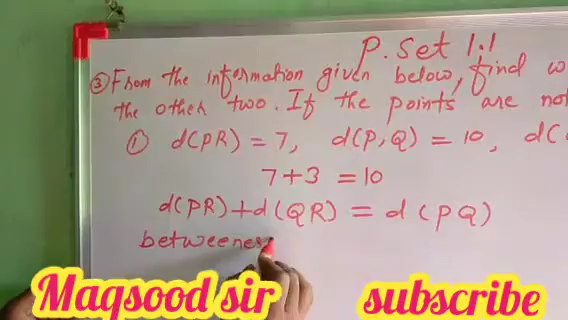 P. Set 1.1
③ From the information given below, find
the other two. If the points are not
① d(PR) = 7, d(P,Q) = 10, d(
7+3 = 10
d(PR)+d(QR) = d(PQ)
betweenes
Maqsood sir subscribe